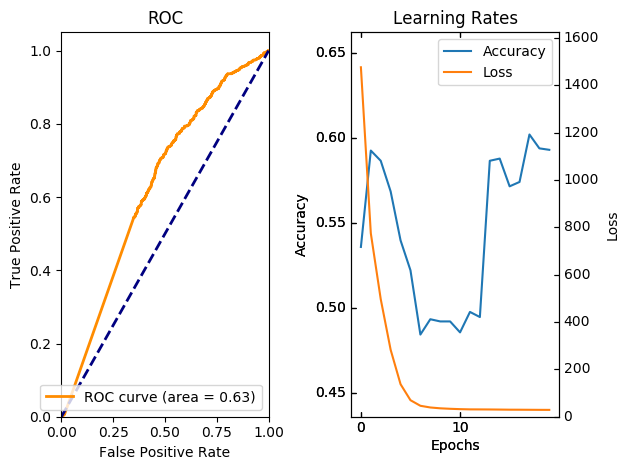 ROC
Learning Rates
True Positive Rate
1.0
0.8
0.6
0.4
0.2
0.0
ROC curve (area = 0.63)
0.00 0.25 0.50 0.75 1.00
False Positive Rate
Accuracy
0.65
0.60
0.55
0.50
0.45
Accuracy
Loss
1600
1400
1200
1000
800
600
400
200
0
Loss
0 10
Epochs